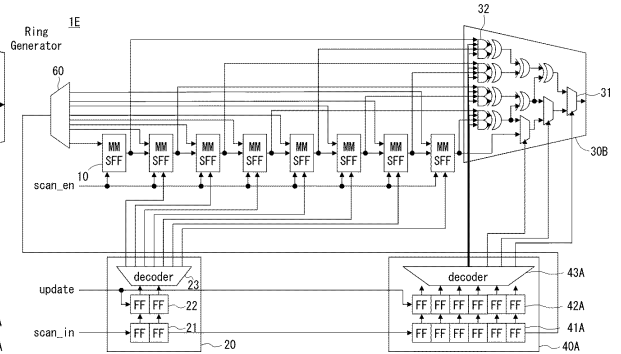 1E
32
Ring
Generator
60
31
MM MM MM MM MM MM MM MM
SFF SFF SFF SFF SFF SFF SFF SFF
10
30B
scan_en
decoder
23
decoder
43A
update
FF FF
22
FF FF FF FF FF FF
42A
scan_in
FF FF
21
FF FF FF FF FF FF
41A
20
40A